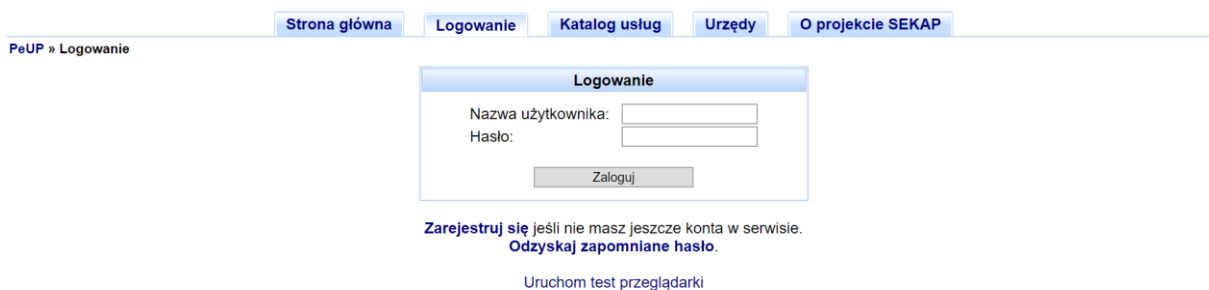 Strona główna Logowanie Katalog usług Urzędy O projekcie SEKAP
PeUP » Logowanie
Logowanie
Nazwa użytkownika:
Hasło:
Zaloguj
Zarejestruj się jeśli nie masz jeszcze konta w serwisie.
Odzyskaj zapomniane hasło.
Uruchom test przeglądarki